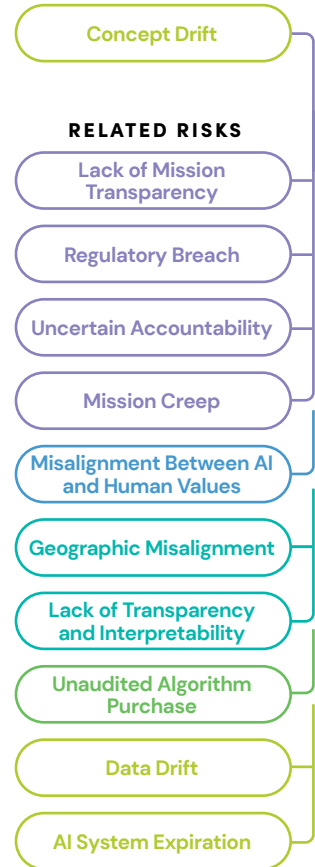 Concept Drift
RELATED RISKS
Lack of Mission
Transparency
Regulatory Breach
Uncertain Accountability
Mission Creep
Misalignment Between AI
and Human Values
Geographic Misalignment
Lack of Transparency
and Interpretability
Unaudited Algorithm
Purchase
Data Drift
AI System Expiration